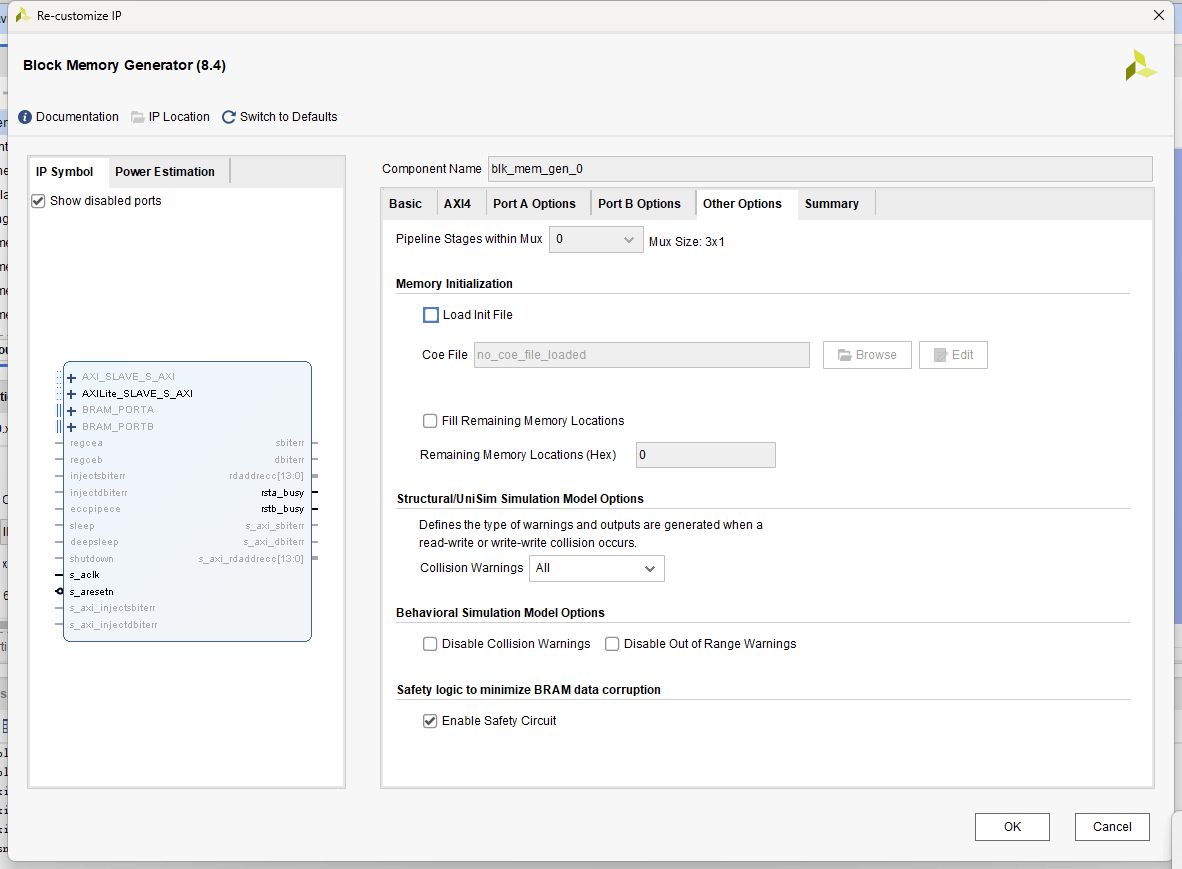 Re-customize IP
Block Memory Generator (8.4)
Documentation IP Location Switch to Defaults
IP Symbol Power Estimation
Show disabled ports
AXI_SLAVE_S_AXI
AXILite_SLAVE_S_AXI
BRAM_PORTA
BRAM_PORTB
regcea sbiterr
regceb dbiterr
injectsbiterr rdaddrecc[13:0]
injectdbiterr rsta_busy
eccpipece rstb_busy
sleep s_axi_sbiterr
deepsleep s_axi_dbiterr
shutdown s_axi_rdaddrecc[13:0]
s_aclk
s_aresetn
s_axi_injectsbiterr
s_axi_injectdbiterr
Component Name blk_mem_gen_0
Basic AXI4 Port A Options Port B Options Other Options Summary
Pipeline Stages within Mux 0 Mux Size: 3x1
Memory Initialization
Load Init File
Coe File no_coe_file_loaded Browse Edit
Fill Remaining Memory Locations
Remaining Memory Locations (Hex) 0
Structural/UniSim Simulation Model Options
Defines the type of warnings and outputs are generated when a
read-write or write-write collision occurs.
Collision Warnings All
Behavioral Simulation Model Options
Disable Collision Warnings Disable Out of Range Warnings
Safety logic to minimize BRAM data corruption
Enable Safety Circuit
OK Cancel